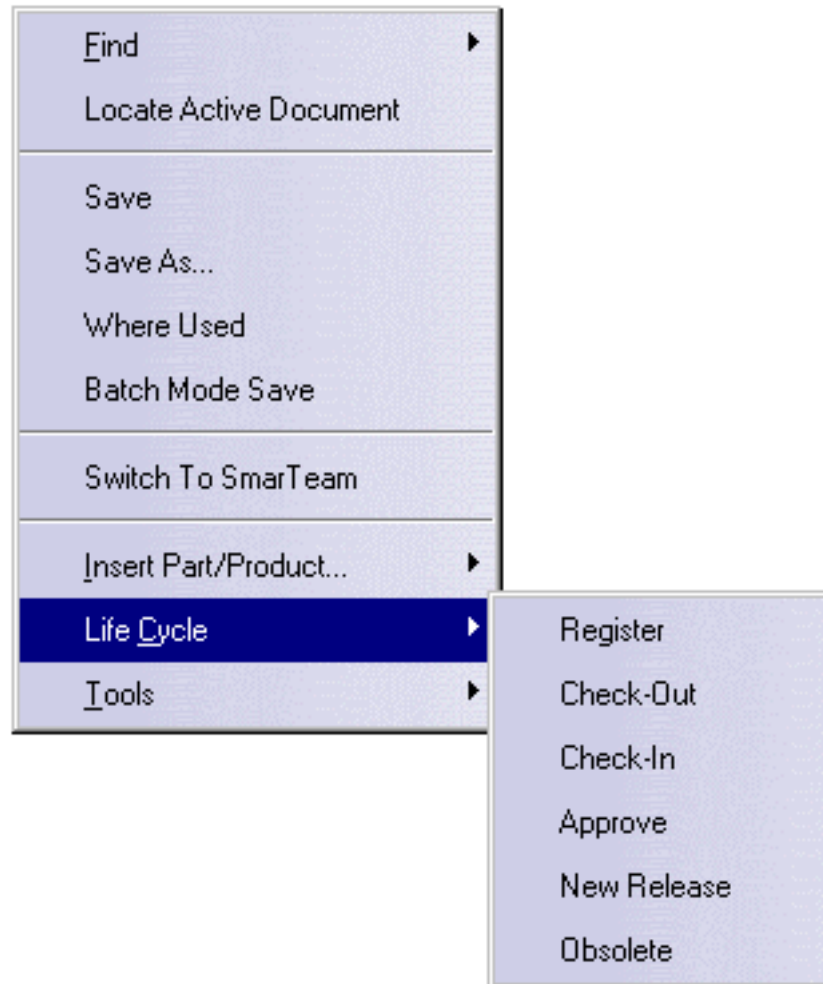 Find
Locate Active Document
Save
Save As...
Where Used
Batch Mode Save
Switch To SmarTeam
Insert Part/Product...
Life Cycle
Tools
Register
Check-Out
Check-In
Approve
New Release
Obsolete